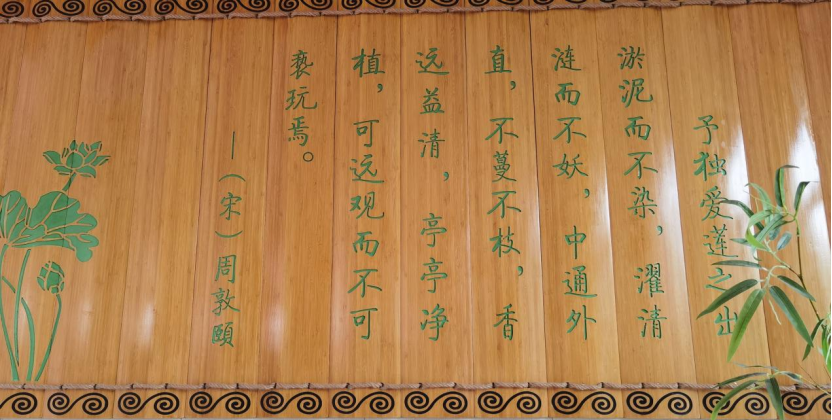 予独爱莲之出
淤泥而不染，濯清
涟而不妖，中通外
直，不蔓不枝，香
远益清，亭亭净
植，可远观而不可
亵玩焉。
—（宋）周敦颐